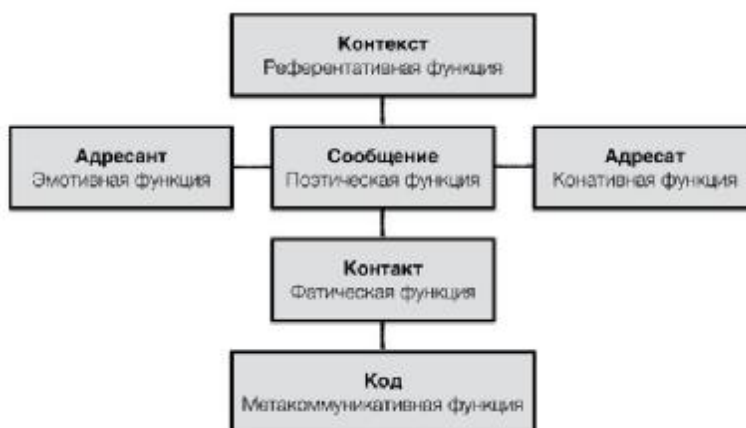 Контекст
Референтативная функция
Адресант
Эмотивная функция
Сообщение
Поэтическая функция
Адресат
Конативная функция
Контакт
Фатическая функция
Код
Метакоммуникативная функция